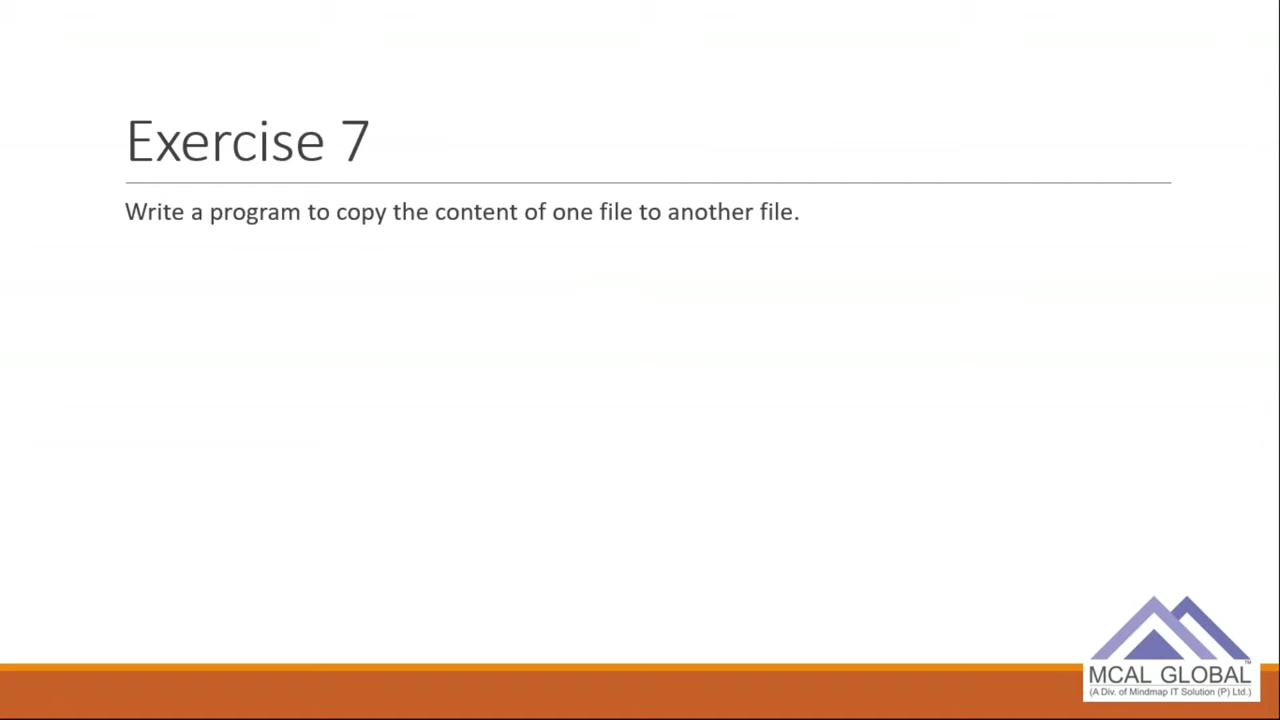 Exercise 7
Write a program to copy the content of one file to another file.
MCAL GLOBAL™
(A Div. of Mindmap IT Solution (P) Ltd.)